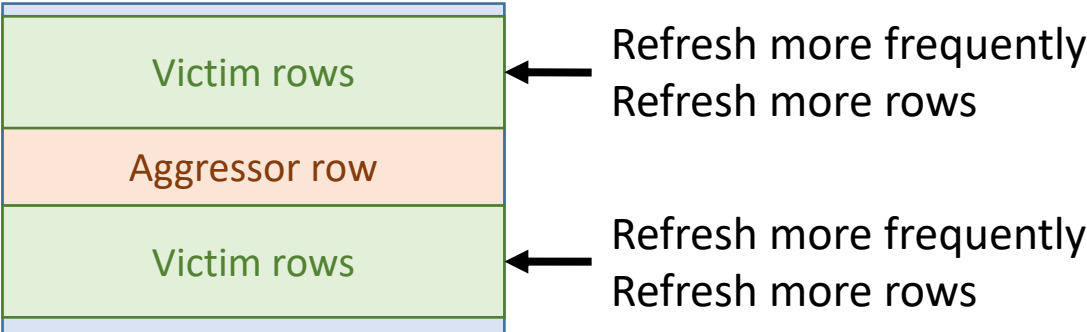 Victim rows
Refresh more frequently
Refresh more rows
Aggressor row
Victim rows
Refresh more frequently
Refresh more rows